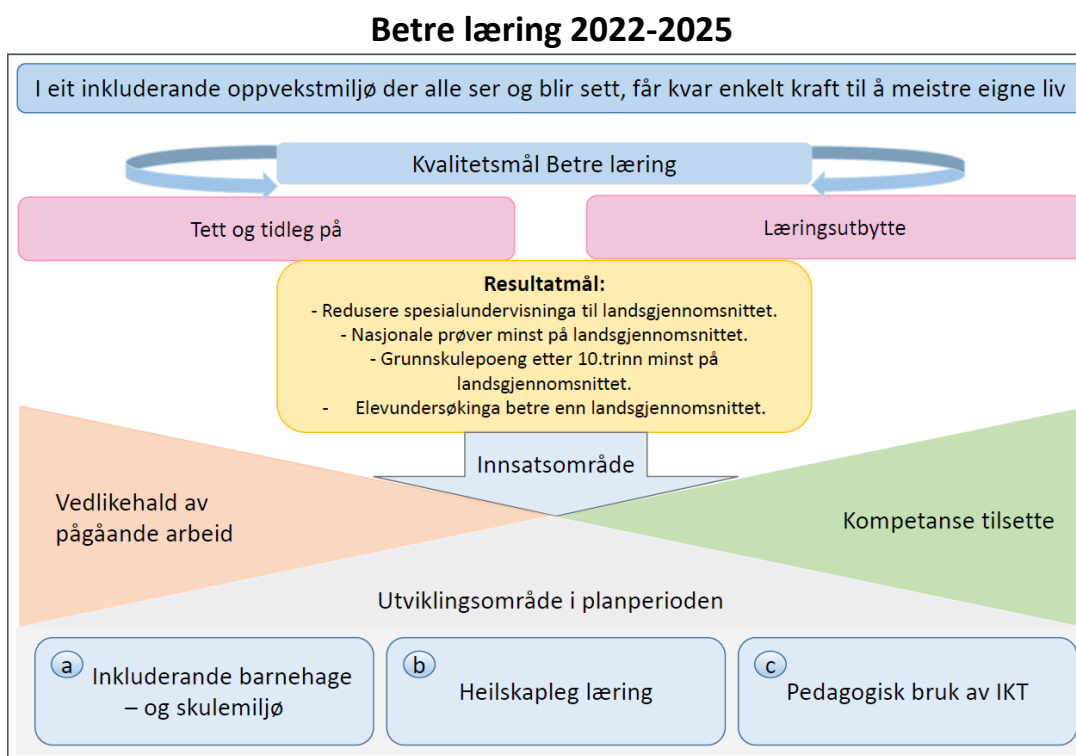 Betre læring 2022-2025
I eit inkluderande oppvekstmiljø der alle ser og blir sett, får kvar enkelt kraft til å meistre eigne liv
Kvalitetsmål Betre læring
Tett og tidleg på
Læringsutbytte
Resultatmål:
- Redusere spesialundervisninga til landsgjennomsnittet.
- Nasjonale prøver minst på landsgjennomsnittet.
- Grunnskulepoeng etter 10.trinn minst på
landsgjennomsnittet.
- Elevundersøkinga betre enn landsgjennomsnittet.
Innsatsområde
Vedlikehald av
pågåande arbeid
Kompetanse tilsette
Utviklingsområde i planperioden
a
Inkluderande barnehage
– og skulemiljø
b
Heilskapleg læring
c
Pedagogisk bruk av IKT